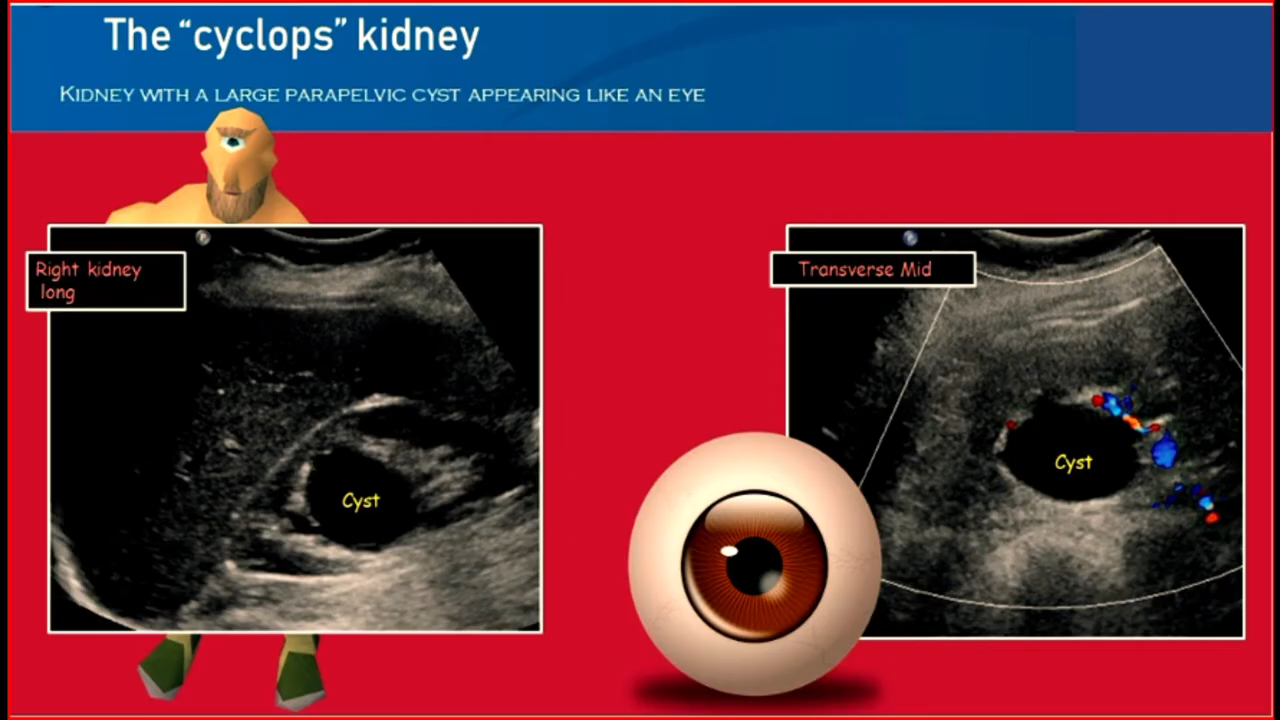 The “cyclops” kidney
KIDNEY WITH A LARGE PARAPELVIC CYST APPEARING LIKE AN EYE
Right kidney
long
Cyst
Transverse Mid
Cyst